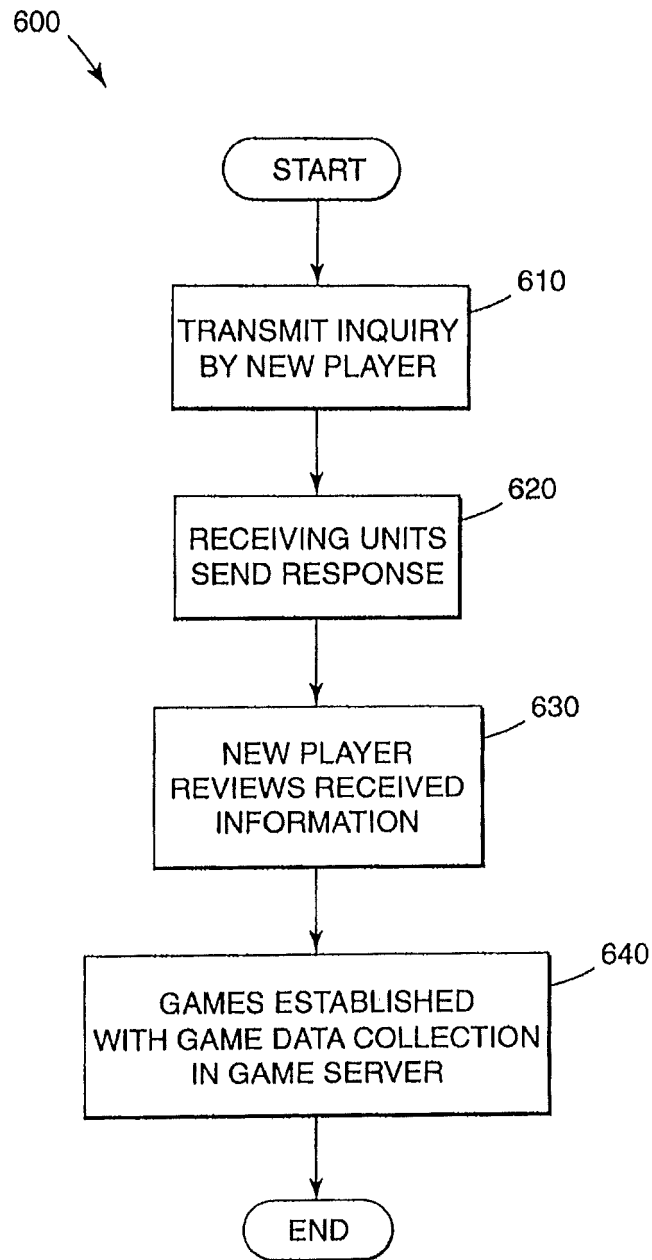 600
START
610
TRANSMIT INQUIRY
BY NEW PLAYER
620
RECEIVING UNITS
SEND RESPONSE
630
NEW PLAYER
REVIEWS RECEIVED
INFORMATION
640
GAMES ESTABLISHED
WITH GAME DATA COLLECTION
IN GAME SERVER
END